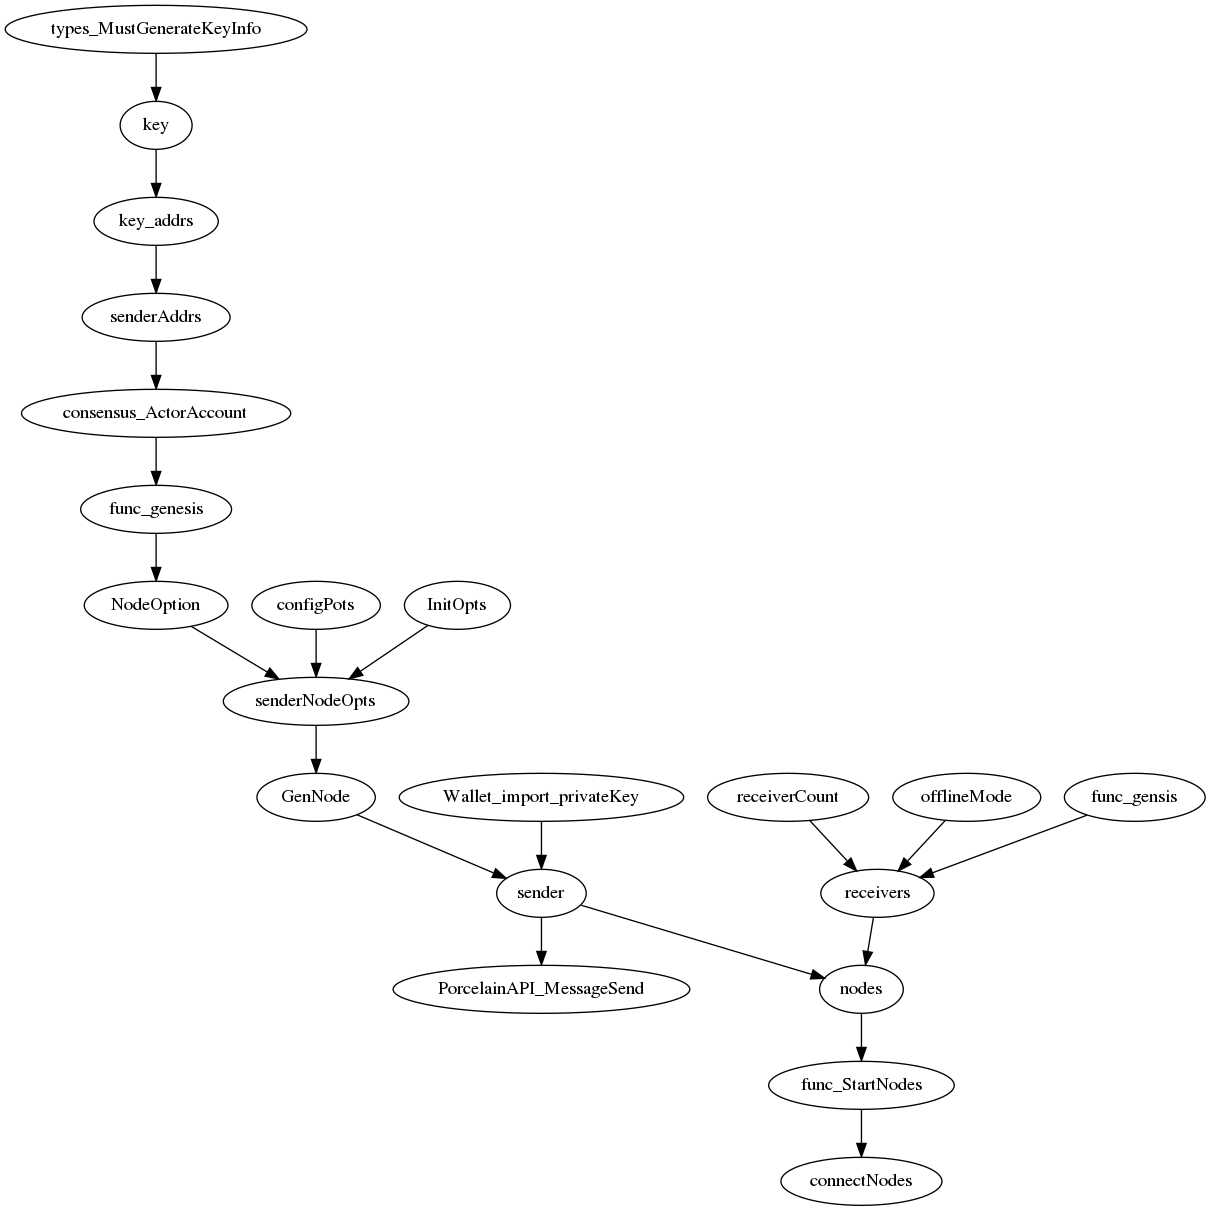 types_MustGenerateKeyInfo
key
key_addrs
senderAddrs
consensus_ActorAccount
func_genesis
NodeOption
configPots
InitOpts
senderNodeOpts
GenNode
Wallet_import_privateKey
receiverCount
offlineMode
func_gensis
sender
receivers
PorcelainAPI_MessageSend
nodes
func_StartNodes
connectNodes